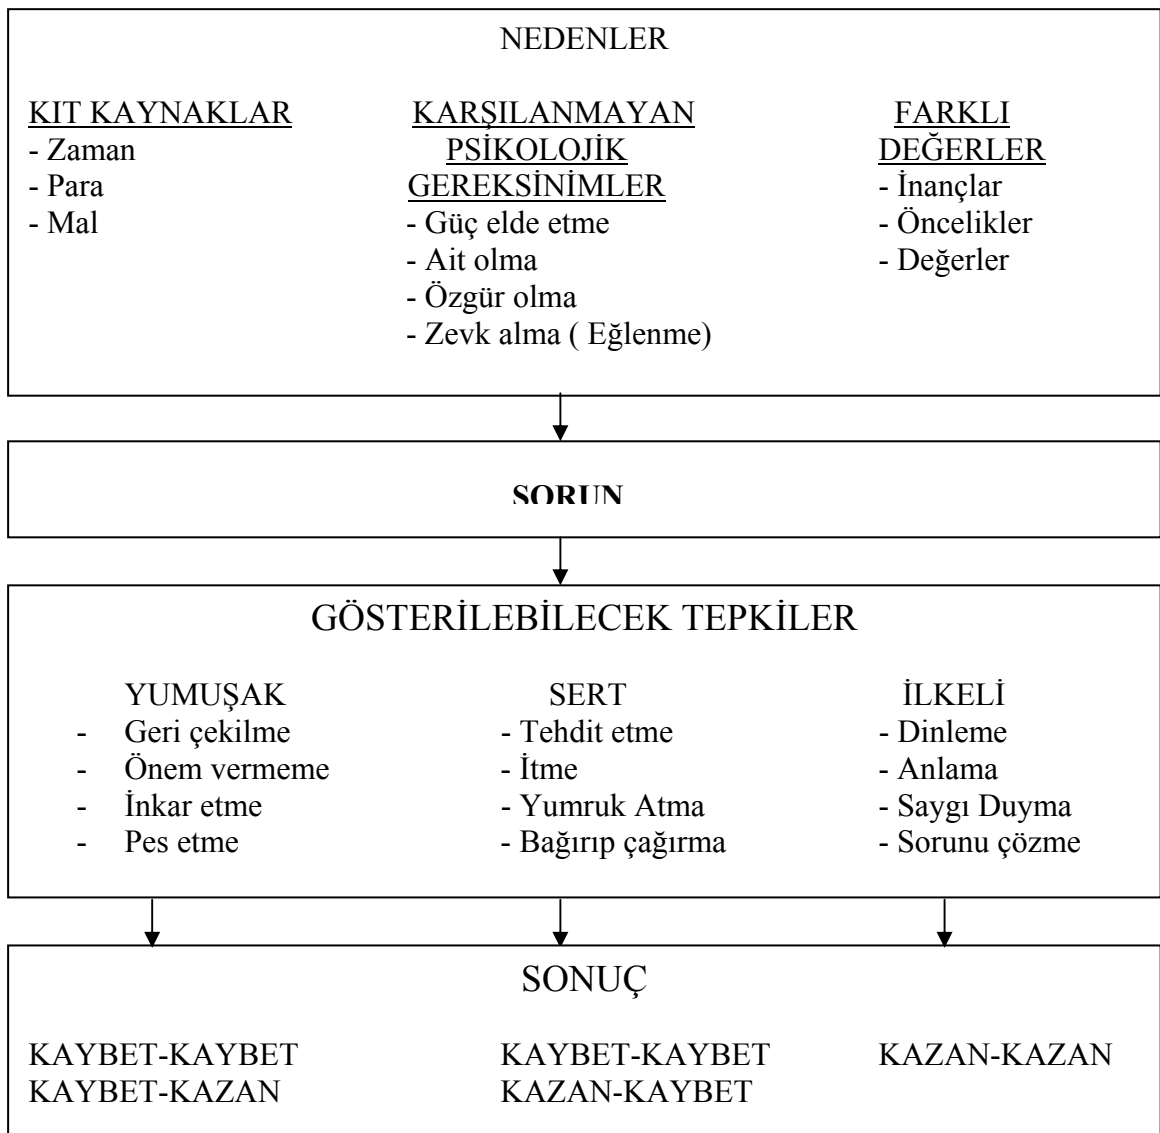 NEDENLER
KIT KAYNAKLAR
- Zaman
- Para
- Mal
KARŞILANMAYAN
PSİKOLOJİK
GEREKSİNİMLER
- Güç elde etme
- Ait olma
- Özgür olma
- Zevk alma ( Eğlenme)
FARKLI
DEĞERLER
- İnançlar
- Öncelikler
- Değerler
SORUN
GÖSTERİLEBİLECEK TEPKİLER
YUMUŞAK
- Geri çekilme
- Önem vermeme
- İnkar etme
- Pes etme
SERT
- Tehdit etme
- İtme
- Yumruk Atma
- Bağırıp çağırma
İLKELİ
- Dinleme
- Anlama
- Saygı Duyma
- Sorunu çözme
SONUÇ
KAYBET-KAYBET
KAYBET-KAZAN
KAYBET-KAYBET
KAZAN-KAYBET
KAZAN-KAZAN